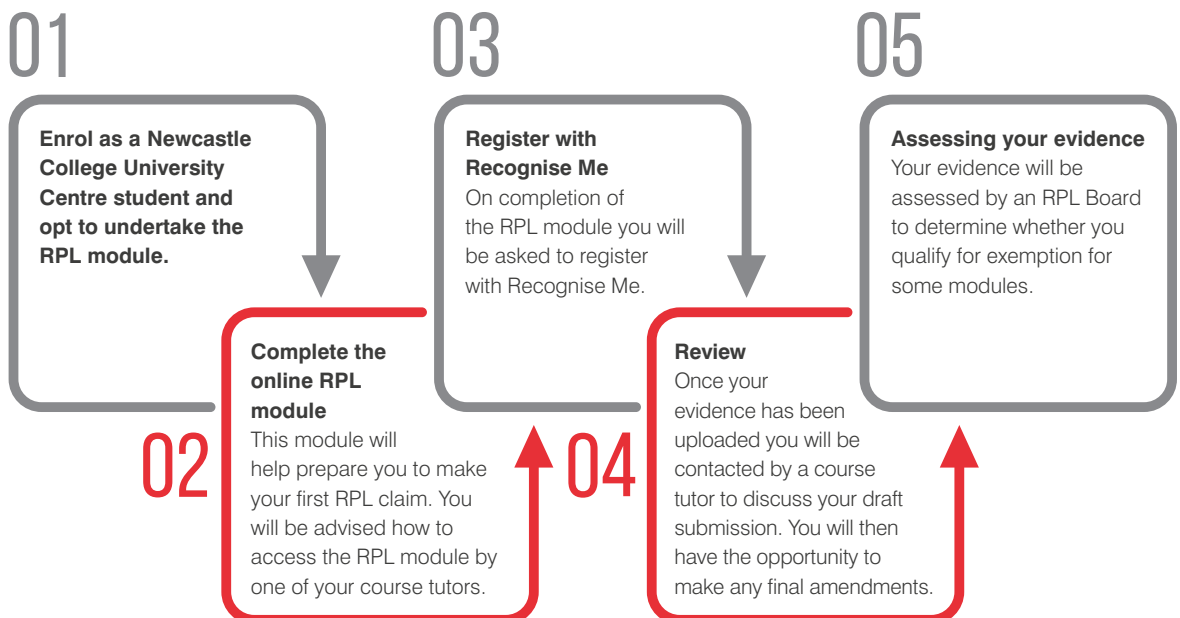 01
Enrol as a Newcastle
College University
Centre student and
opt to undertake the
RPL module.
02
Complete the
online RPL
module
This module will
help prepare you to make
your first RPL claim. You
will be advised how to
access the RPL module by
one of your course tutors.
03
Register with
Recognise Me
On completion of
the RPL module you will
be asked to register
with Recognise Me.
04
Review
Once your
evidence has been
uploaded you will be
contacted by a course
tutor to discuss your draft
submission. You will then
have the opportunity to
make any final amendments.
05
Assessing your evidence
Your evidence will be
assessed by an RPL Board
to determine whether you
qualify for exemption for
some modules.